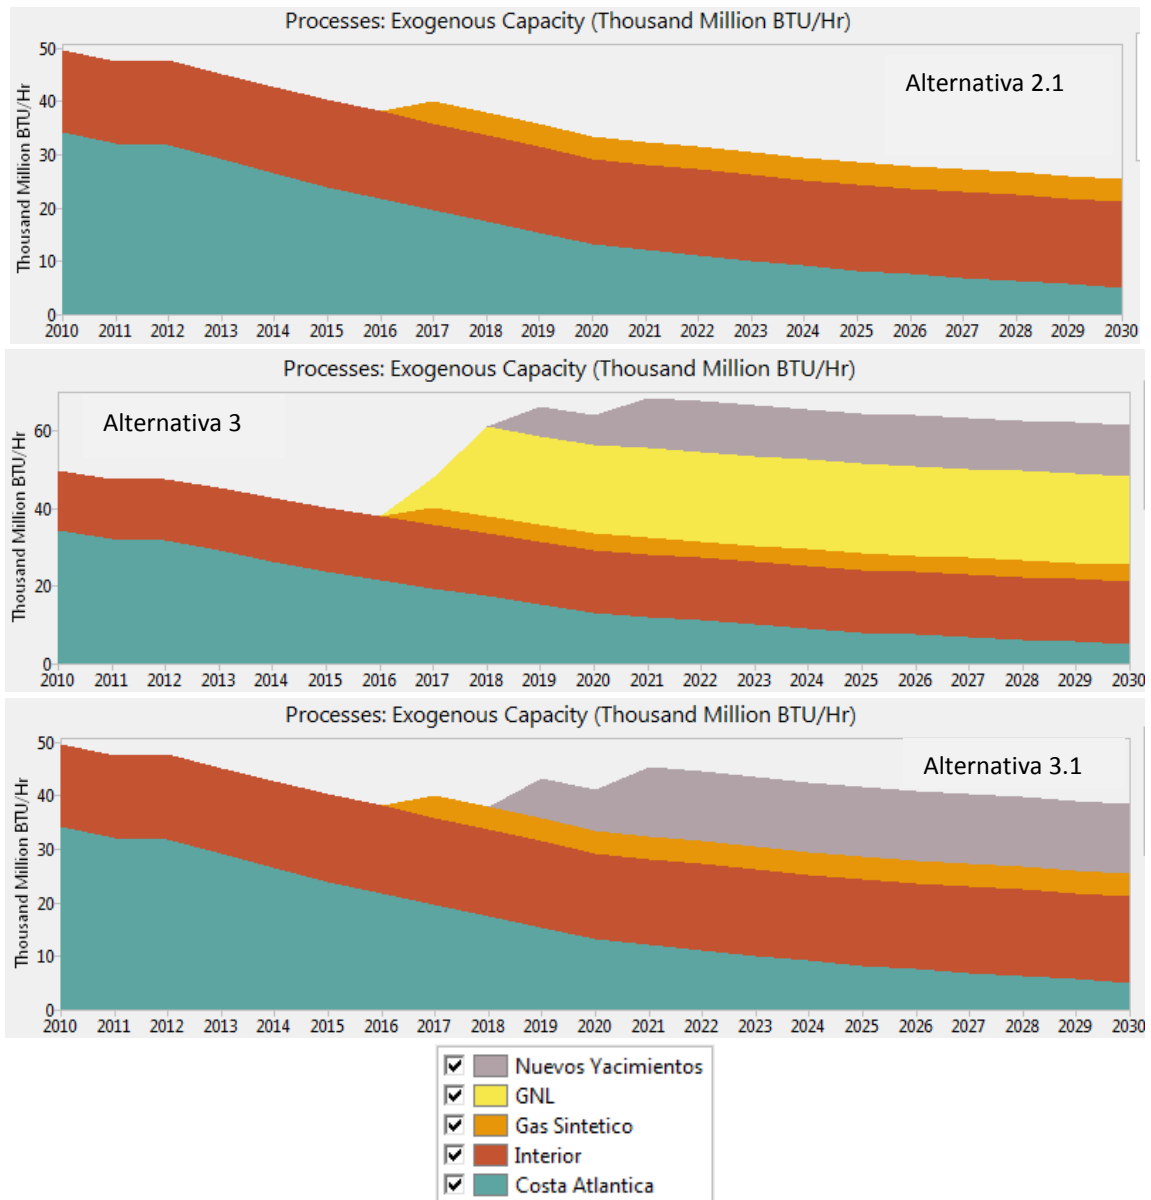 Processes: Exogenous Capacity (Thousand Million BTU/Hr)
Thousand Million BTU/Hr
50
40
30
20
10
0
Alternativa 2.1
2010 2011 2012 2013 2014 2015 2016 2017 2018 2019 2020 2021 2022 2023 2024 2025 2026 2027 2028 2029 2030
Processes: Exogenous Capacity (Thousand Million BTU/Hr)
Thousand Million BTU/Hr
60
40
20
0
Alternativa 3
2010 2011 2012 2013 2014 2015 2016 2017 2018 2019 2020 2021 2022 2023 2024 2025 2026 2027 2028 2029 2030
Processes: Exogenous Capacity (Thousand Million BTU/Hr)
Thousand Million BTU/Hr
50
40
30
20
10
0
Alternativa 3.1
2010 2011 2012 2013 2014 2015 2016 2017 2018 2019 2020 2021 2022 2023 2024 2025 2026 2027 2028 2029 2030
Nuevos Yacimientos
GNL
Gas Sintetico
Interior
Costa Atlantica